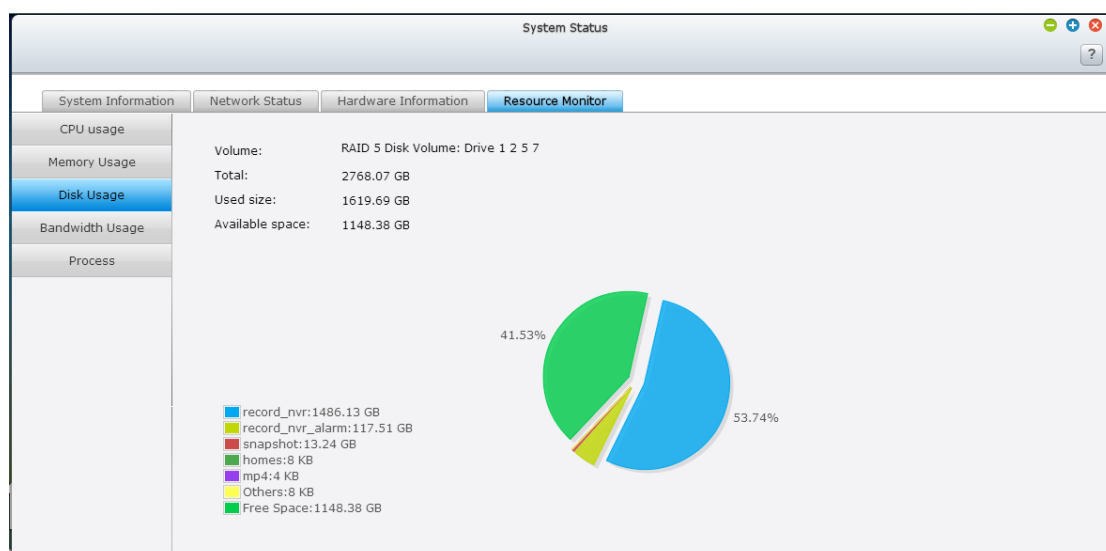 System Status
?
System Information Network Status Hardware Information Resource Monitor
CPU usage
Memory Usage
Disk Usage
Bandwidth Usage
Process
Volume: RAID 5 Disk Volume: Drive 1 2 5 7
Total: 2768.07 GB
Used size: 1619.69 GB
Available space: 1148.38 GB
41.53%
53.74%
record_nvr:1486.13 GB
record_nvr_alarm:117.51 GB
snapshot:13.24 GB
homes:8 KB
mp4:4 KB
Others:8 KB
Free Space:1148.38 GB